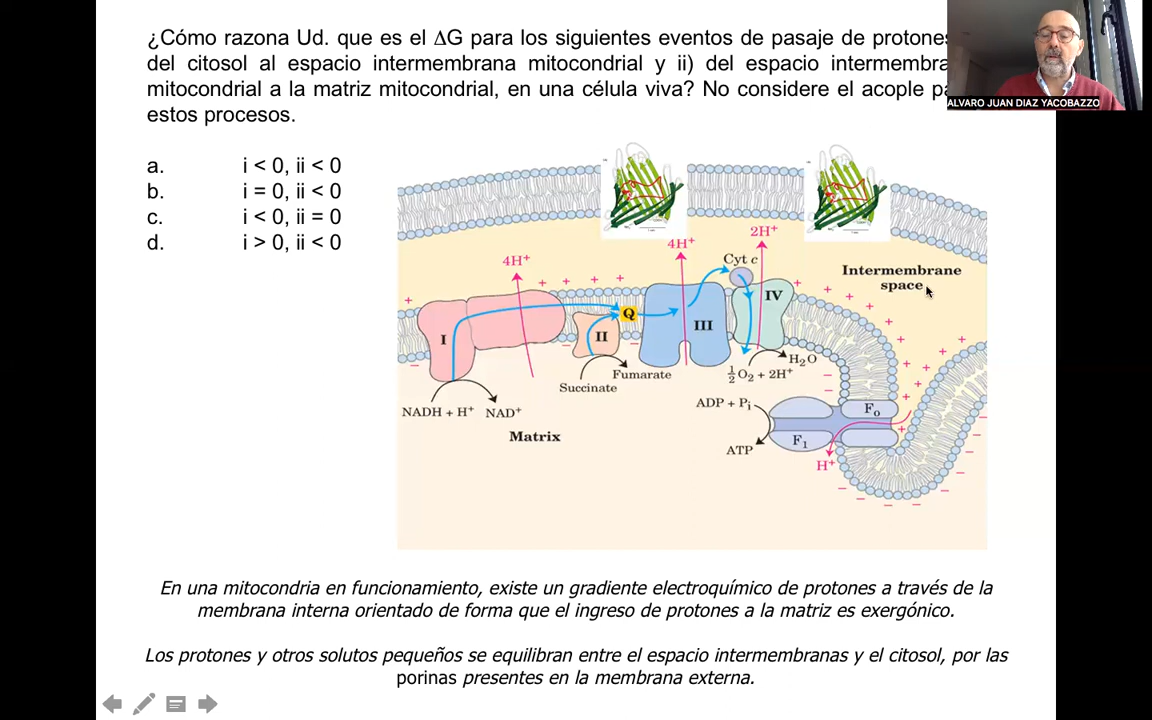 ¿Cómo razona Ud. que es el ∆G para los siguientes eventos de pasaje de protones
del citosol al espacio intermembrana mitocondrial y ii) del espacio
mitocondrial a la matriz mitocondrial, en una célula viva? No considere el acople
estos procesos.
ALVARO JUAN DIAZ YACOBAZZO
a. i < 0, ii < 0
b. i = 0, ii < 0
c. i < 0, ii = 0
d. i > 0, ii < 0
4H⁺
4H⁺
2H⁺
Cyt c
Intermembrane
space
I
Q
II
III
IV
Fumarate
Succinate
H₂O
½O₂ + 2H⁺
NADH + H⁺ NAD⁺
ADP + Pi
F₀
F₁
Matrix
ATP
H⁺
En una mitocondria en funcionamiento, existe un gradiente electroquímico de protones a través de la
membrana interna orientado de forma que el ingreso de protones a la matriz es exergónico.
Los protones y otros solutos pequeños se equilibran entre el espacio intermembranas y el citosol, por las
porinas presentes en la membrana externa.